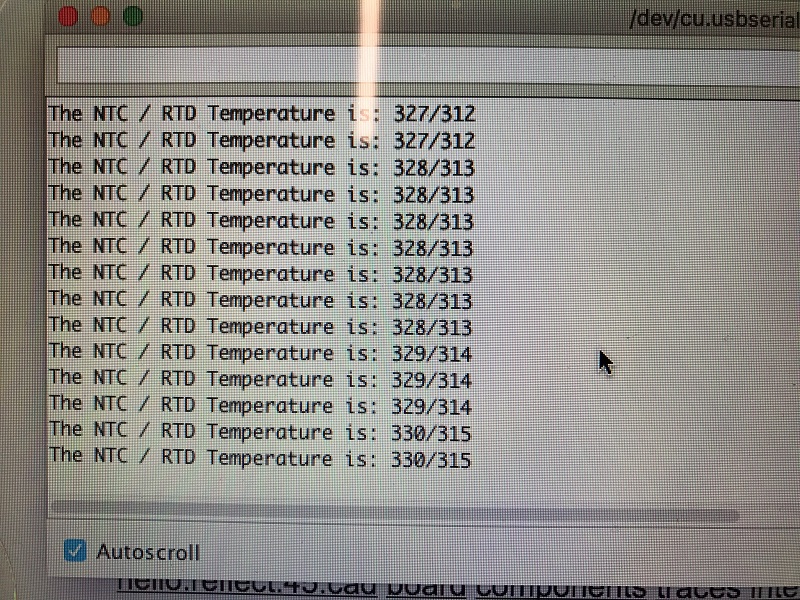 /dev/cu.usbserial
The NTC / RTD Temperature is: 327/312
The NTC / RTD Temperature is: 327/312
The NTC / RTD Temperature is: 328/313
The NTC / RTD Temperature is: 328/313
The NTC / RTD Temperature is: 328/313
The NTC / RTD Temperature is: 328/313
The NTC / RTD Temperature is: 328/313
The NTC / RTD Temperature is: 328/313
The NTC / RTD Temperature is: 328/313
The NTC / RTD Temperature is: 329/314
The NTC / RTD Temperature is: 329/314
The NTC / RTD Temperature is: 329/314
The NTC / RTD Temperature is: 330/315
The NTC / RTD Temperature is: 330/315
Autoscroll
hello.reflect.45.cad board components traces inte